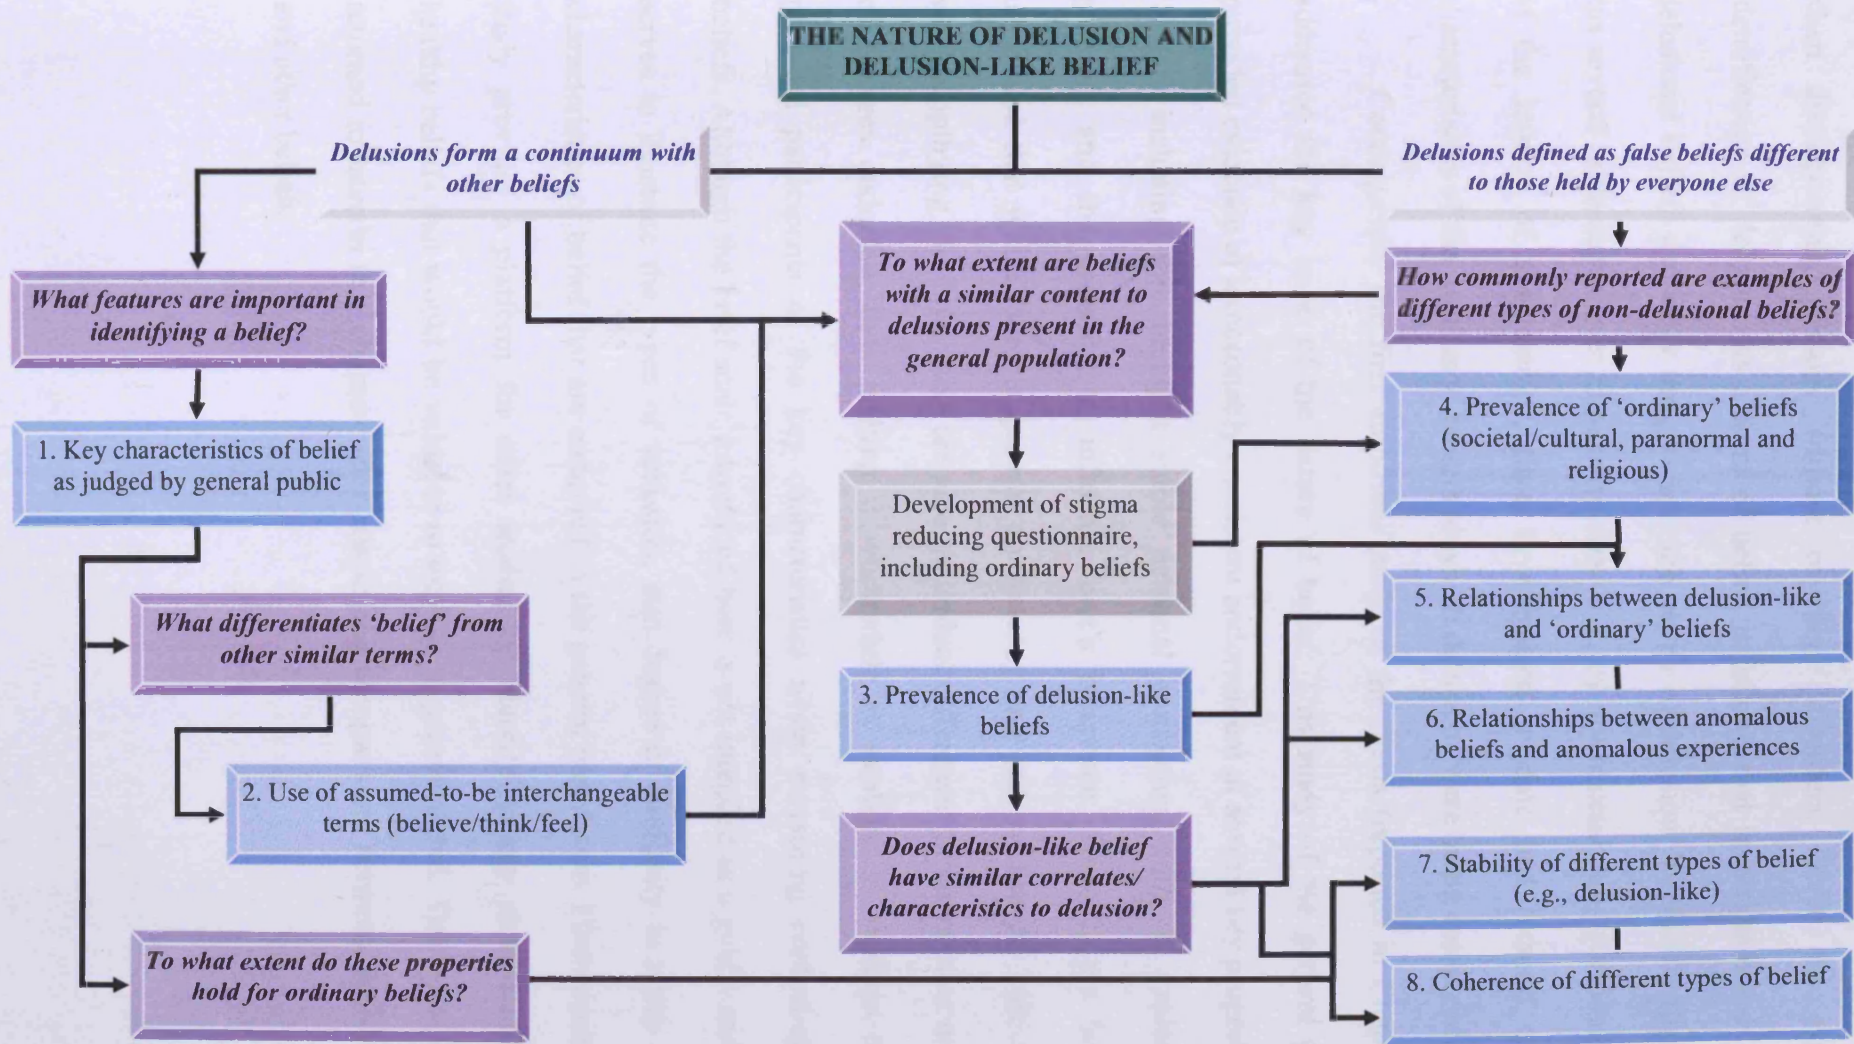 THE NATURE OF DELUSION AND
DELUSION-LIKE BELIEF
Delusions form a continuum with
other beliefs
Delusions defined as false beliefs different
to those held by everyone else
What features are important in
identifying a belief?
To what extent are beliefs
with a similar content to
delusions present in the
general population?
How commonly reported are examples of
different types of non-delusional beliefs?
1. Key characteristics of belief
as judged by general public
4. Prevalence of ‘ordinary’ beliefs
(societal/cultural, paranormal and
religious)
Development of stigma
reducing questionnaire,
including ordinary beliefs
What differentiates ‘belief’ from
other similar terms?
5. Relationships between delusion-like
and ‘ordinary’ beliefs
3. Prevalence of delusion-like
beliefs
6. Relationships between anomalous
beliefs and anomalous experiences
2. Use of assumed-to-be interchangeable
terms (believe/think/feel)
Does delusion-like belief
have similar correlates/
characteristics to delusion?
7. Stability of different types of belief
(e.g., delusion-like)
To what extent do these properties
hold for ordinary beliefs?
8. Coherence of different types of belief